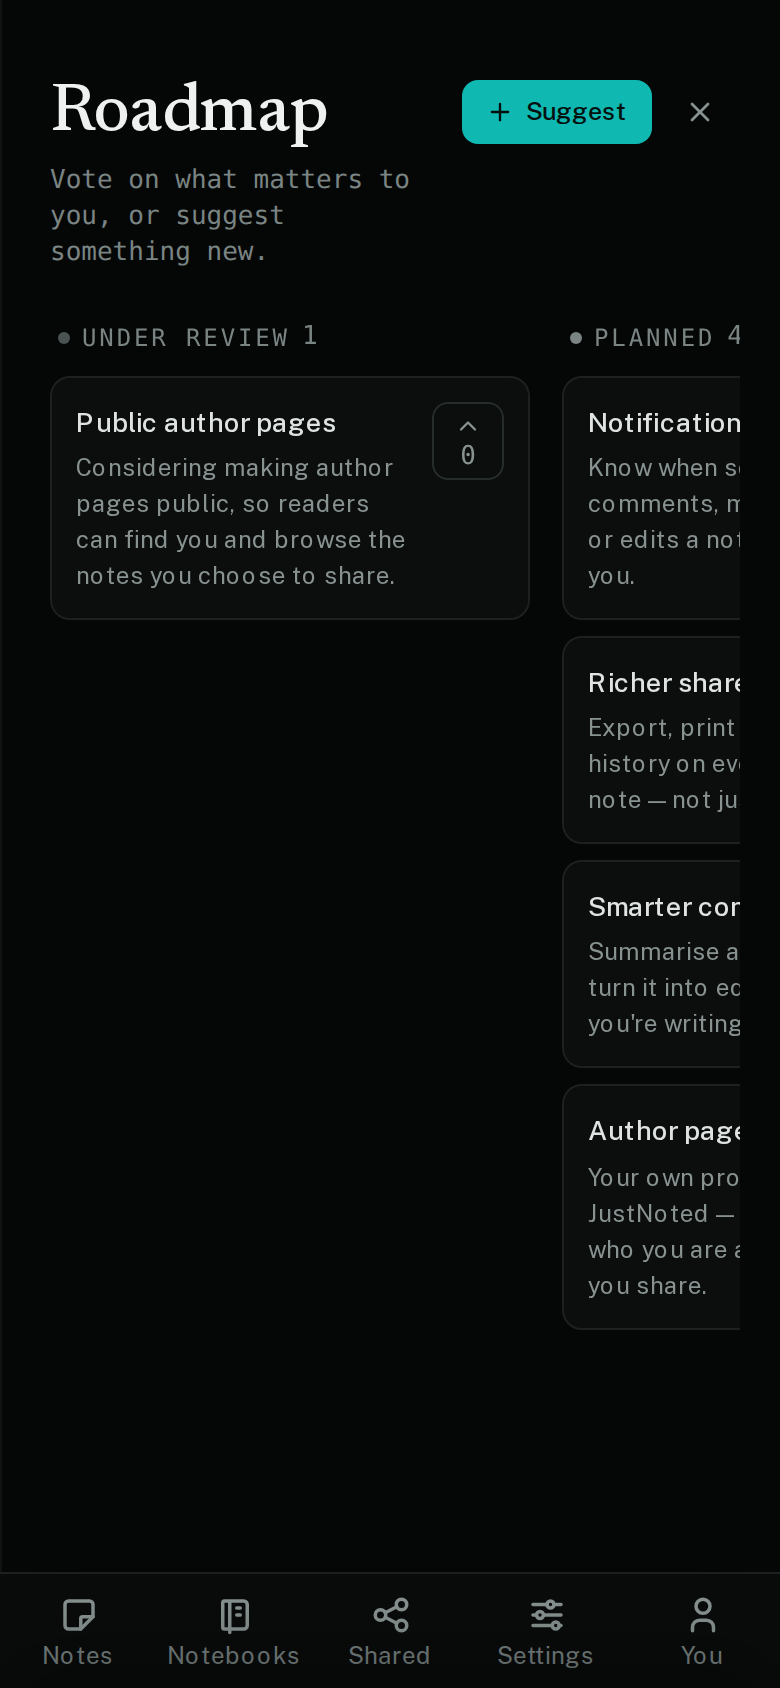 Roadmap
Suggest
Vote on what matters to
you, or suggest
something new.
UNDER REVIEW 1
Public author pages
0
Considering making author
pages public, so readers
can find you and browse the
notes you choose to share.
PLANNED 4
Notification
Know when
comments,
or edits a
you.
Richer
Export, print
history on
note — not
Smarter
Summarise a
turn it into
you're writing
Author
Your own
JustNoted —
who you are
you share.
Notes
Notebooks
Shared
Settings
You